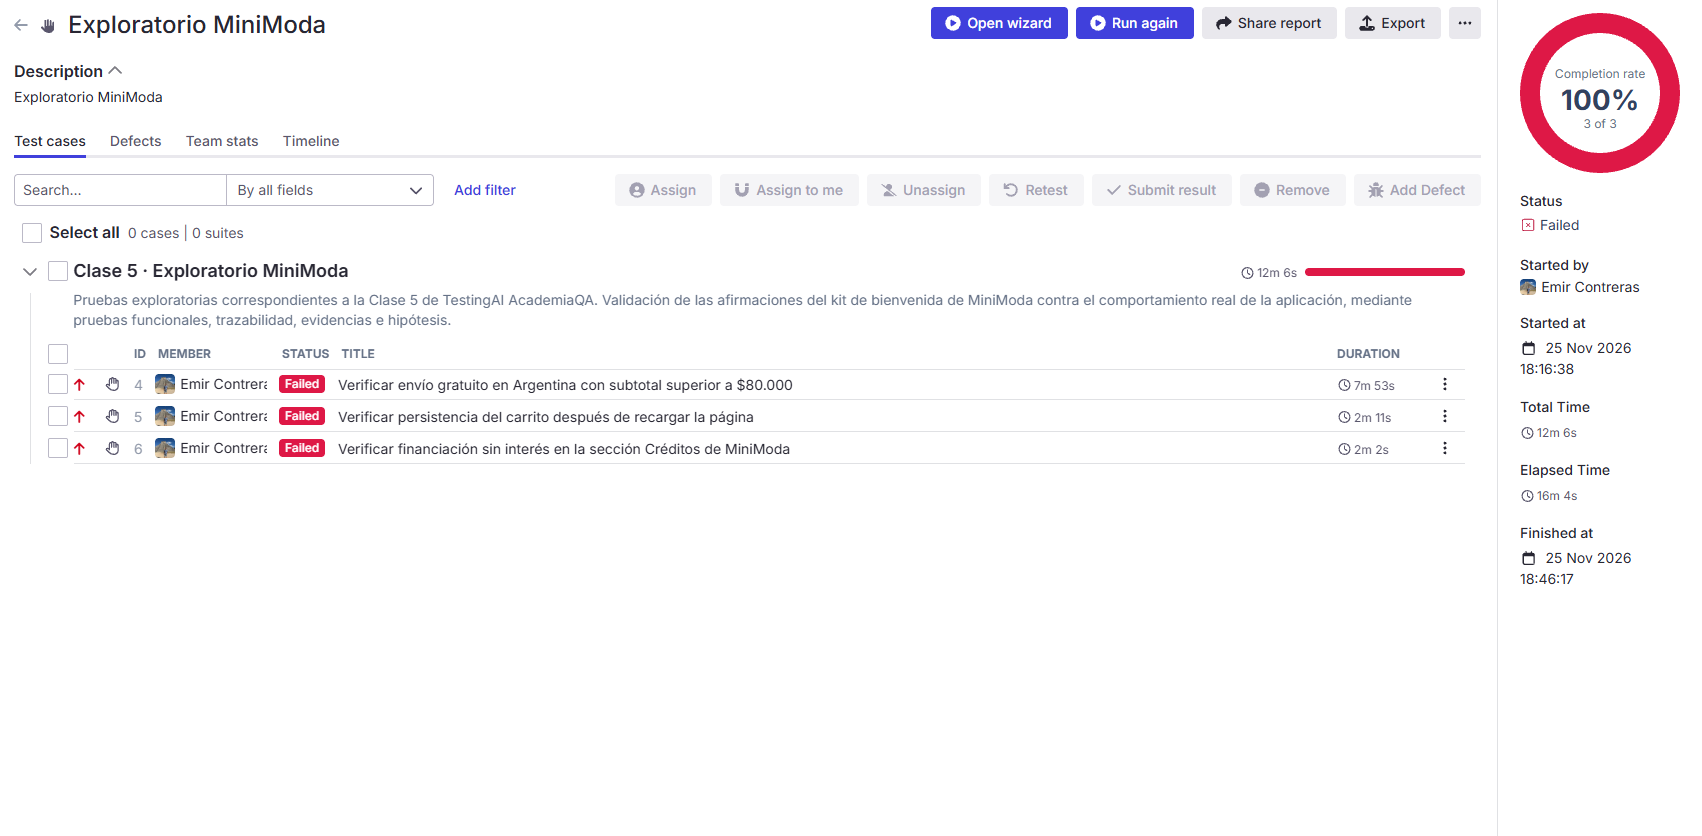 Exploratorio MiniModa
Open wizard
Run again
Share report
Export
Description
Exploratorio MiniModa
Test cases
Defects
Team stats
Timeline
Search...
By all fields
Add filter
Assign
Assign to me
Unassign
Retest
Submit result
Remove
Add Defect
Select all 0 cases | 0 suites
Clase 5 · Exploratorio MiniModa
12m 6s
Pruebas exploratorias correspondientes a la Clase 5 de TestingAI AcademiaQA. Validación de las afirmaciones del kit de bienvenida de MiniModa contra el comportamiento real de la aplicación, mediante
pruebas funcionales, trazabilidad, evidencias e hipótesis.
ID MEMBER STATUS TITLE DURATION
4 Emir Contrera Failed Verificar envío gratuito en Argentina con subtotal superior a $80.000 7m 53s
5 Emir Contrera Failed Verificar persistencia del carrito después de recargar la página 2m 11s
6 Emir Contrera Failed Verificar financiación sin interés en la sección Créditos de MiniModa 2m 2s
Completion rate
100%
3 of 3
Status
Failed
Started by
Emir Contreras
Started at
25 Nov 2026
18:16:38
Total Time
12m 6s
Elapsed Time
16m 4s
Finished at
25 Nov 2026
18:46:17